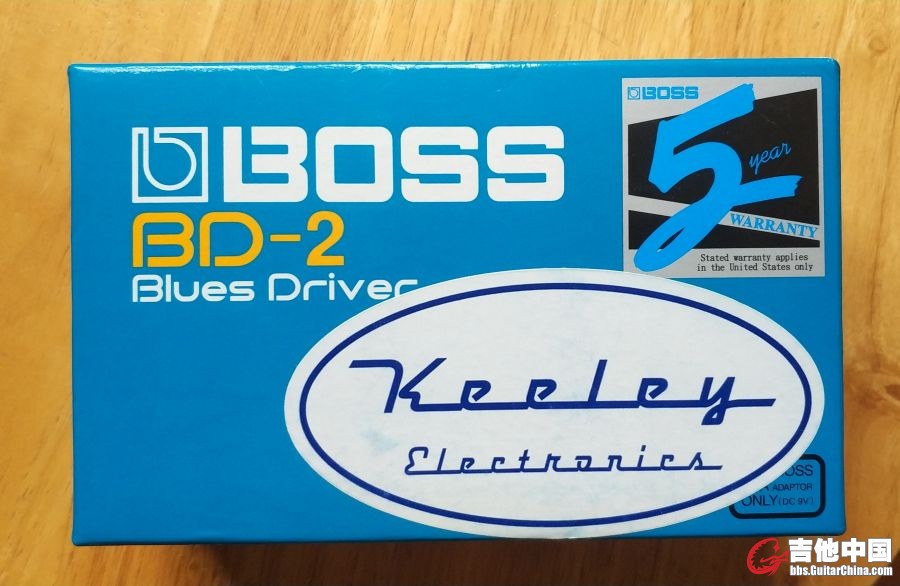 BOSS
BD-2
Blues Driver
BOSS
5
year
WARRANTY
Stated warranty applies
in the United States only
Keeley
Electronics
ADAPTOR
ONLY (DC 9V)
吉他中国
bbs.GuitarChina.com